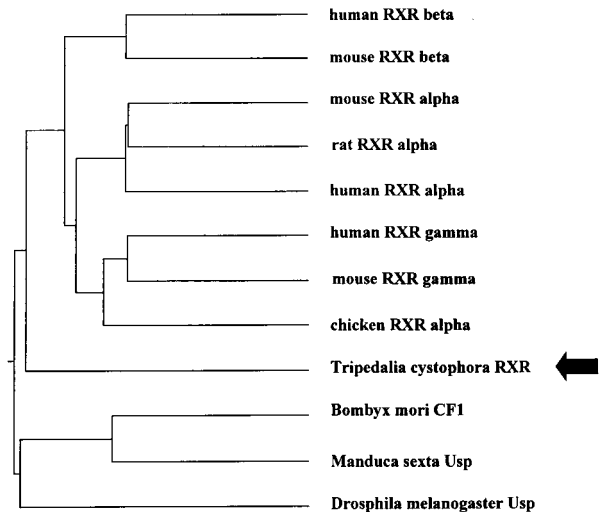 human RXR beta
mouse RXR beta
mouse RXR alpha
rat RXR alpha
human RXR alpha
human RXR gamma
mouse RXR gamma
chicken RXR alpha
Tripedalia cystophora RXR
Bombyx mori CF1
Manduca sexta Usp
Drosphila melanogaster Usp